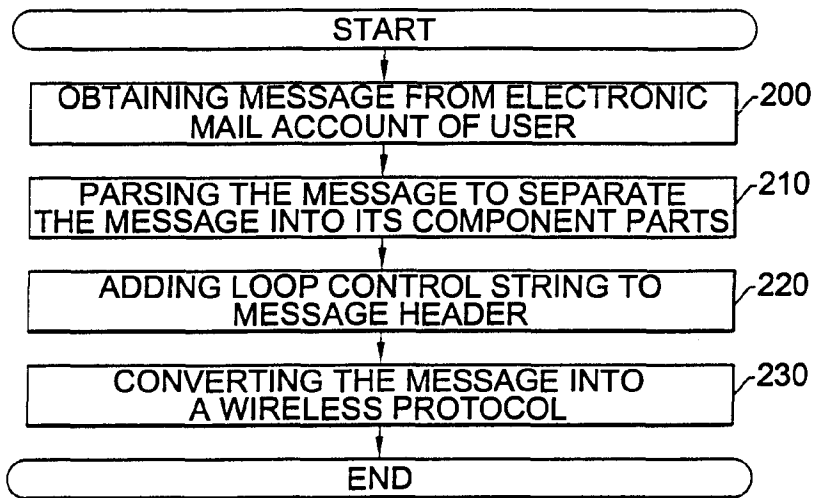 START
OBTAINING MESSAGE FROM ELECTRONIC
MAIL ACCOUNT OF USER
200
PARSING THE MESSAGE TO SEPARATE
THE MESSAGE INTO ITS COMPONENT PARTS
210
ADDING LOOP CONTROL STRING TO
MESSAGE HEADER
220
CONVERTING THE MESSAGE INTO
A WIRELESS PROTOCOL
230
END